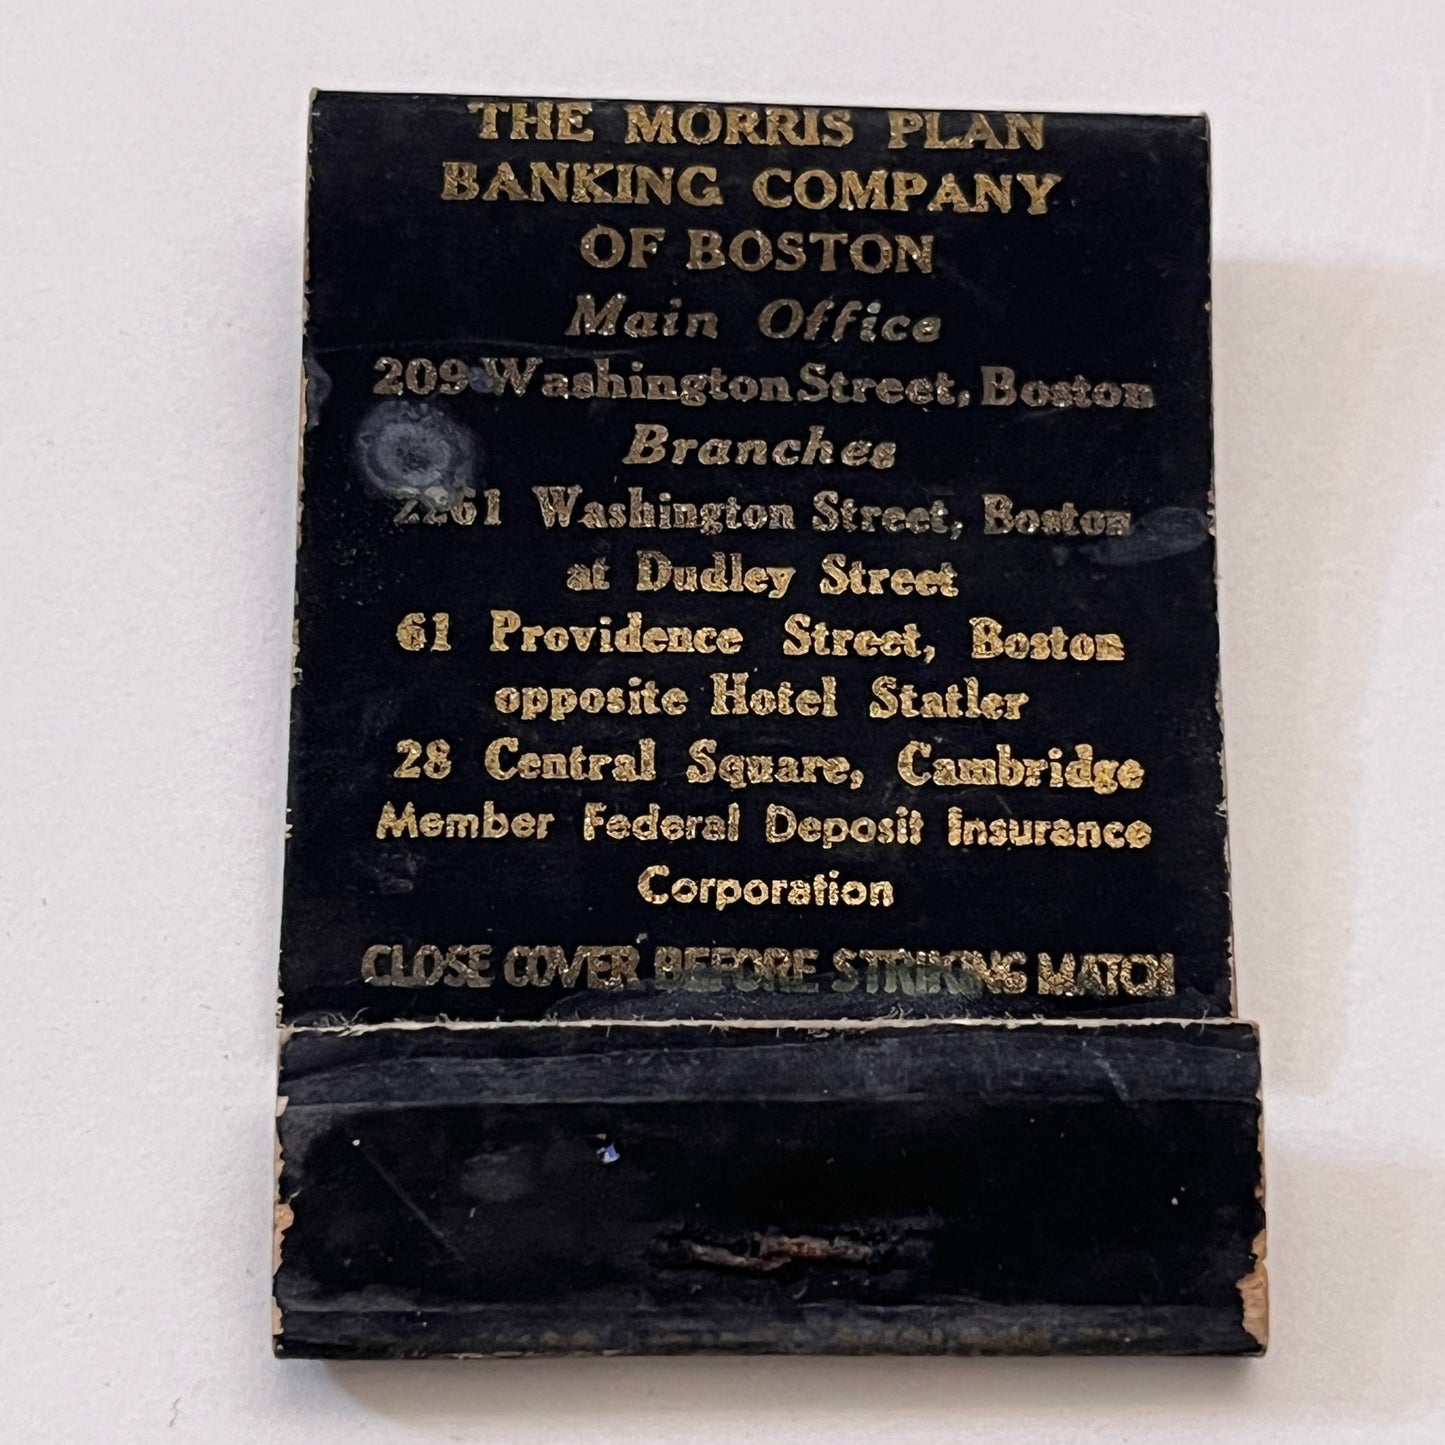 THE MORRIS PLAN
BANKING COMPANY
OF BOSTON
Main Office
209 Washington Street, Boston
Branches
2261 Washington Street, Boston
at Dudley Street
61 Providence Street, Boston
opposite Hotel Statler
28 Central Square, Cambridge
Member Federal Deposit Insurance
Corporation
CLOSE COVER BEFORE STRIKING MATCH